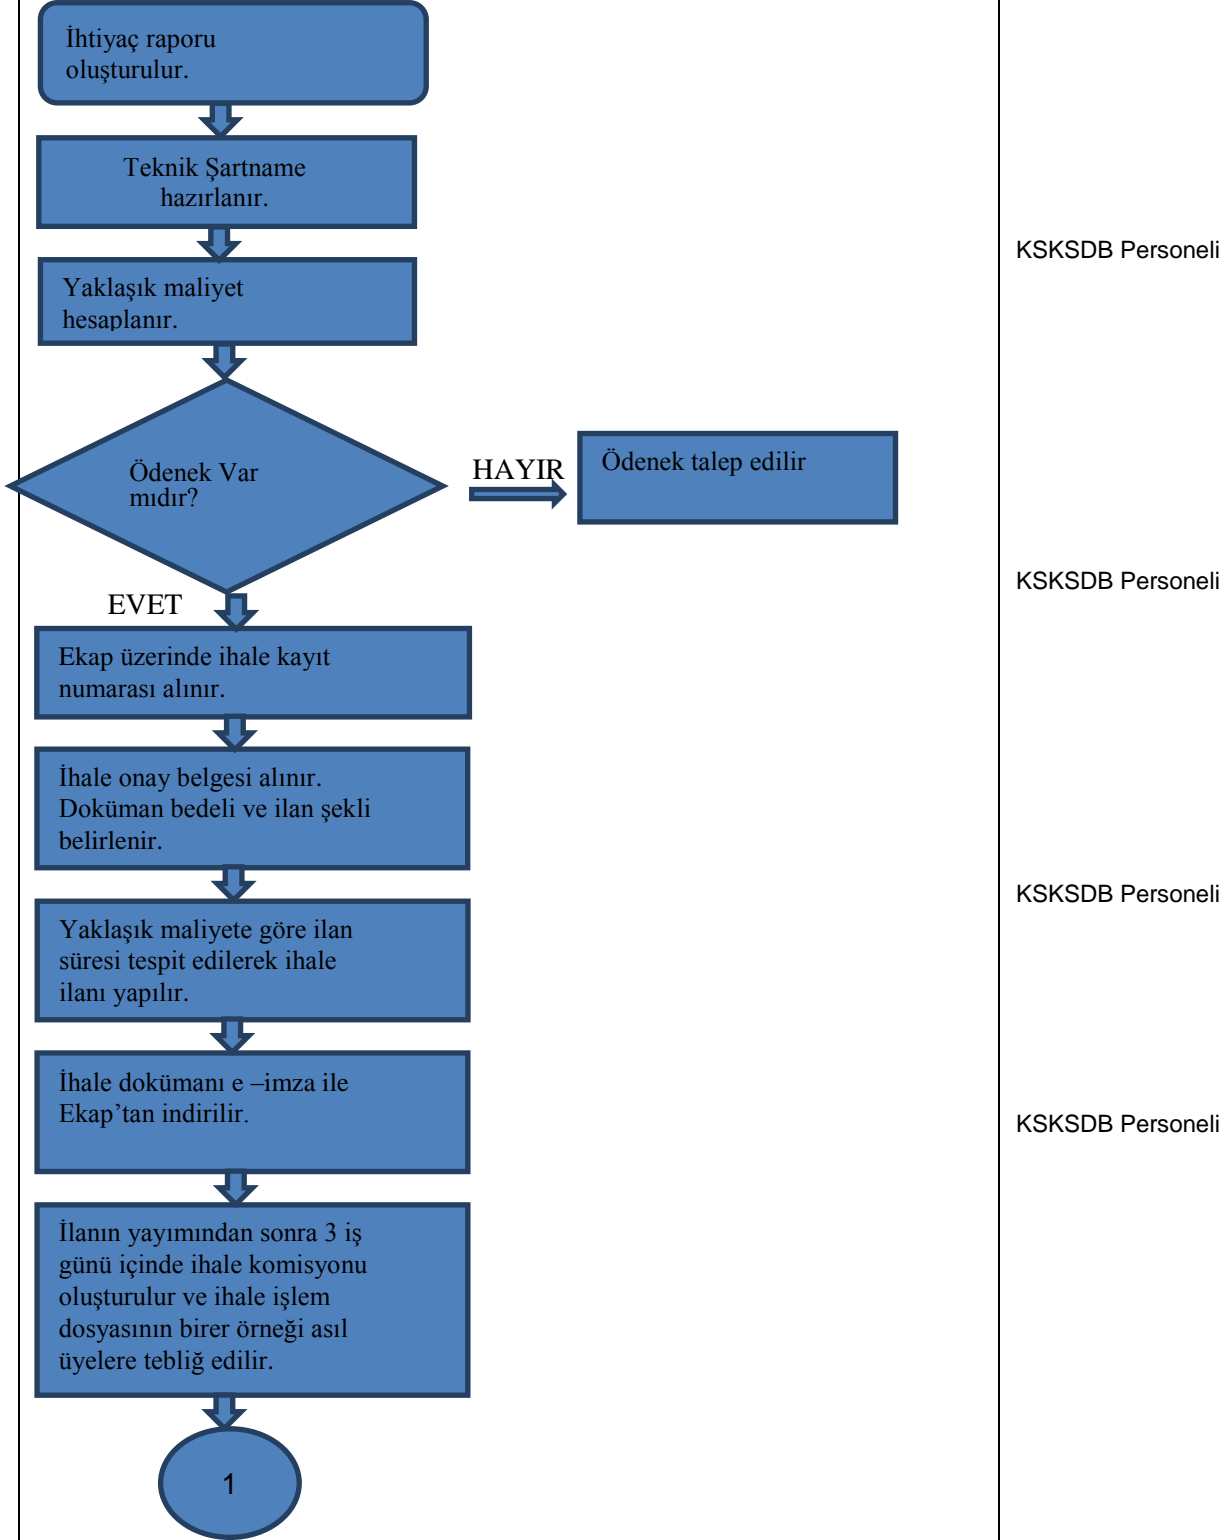 İhtiyaç raporu
oluşturulur.
Teknik Şartname
hazırlanır.
KSKSDB Personeli
Yaklaşık maliyet
hesaplanır.
Ödenek Var
mıdır?
HAYIR
Ödenek talep edilir
KSKSDB Personeli
EVET
Ekap üzerinde ihale kayıt
numarası alınır.
İhale onay belgesi alınır.
Doküman bedeli ve ilan şekli
belirlenir.
KSKSDB Personeli
Yaklaşık maliyete göre ilan
süresi tespit edilerek ihale
ilanı yapılır.
İhale dokümanı e –imza ile
Ekap’tan indirilir.
KSKSDB Personeli
İlanın yayımından sonra 3 iş
günü içinde ihale komisyonu
oluşturulur ve ihale işlem
dosyasının birer örneği asıl
üyelere tebliğ edilir.
1